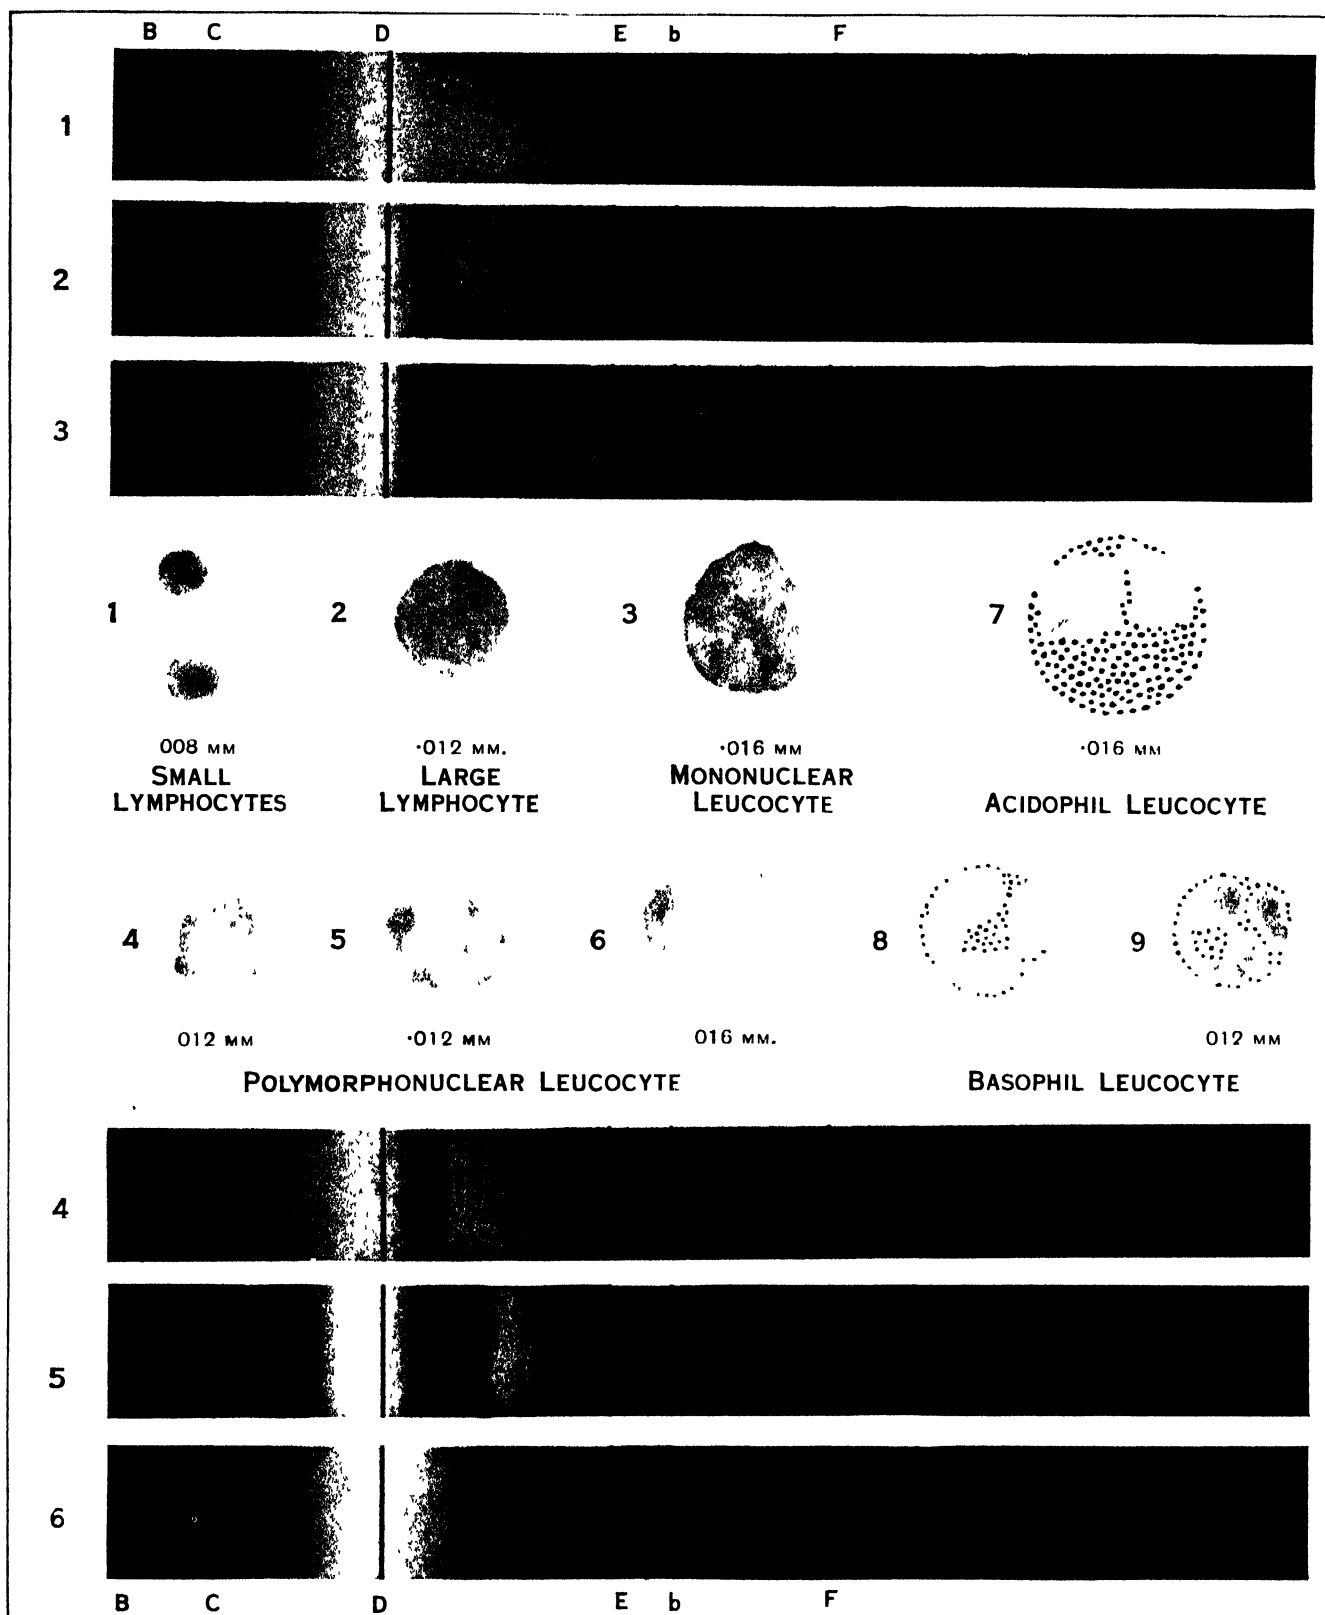 B C D E b F
1
2
3
1 2 3 7
008 MM ·012 MM. ·016 MM ·016 MM
SMALL LYMPHOCYTES
LARGE LYMPHOCYTE
MONONUCLEAR LEUCOCYTE
ACIDOPHIL LEUCOCYTE
4 5 6 8 9
012 MM ·012 MM 016 MM. 012 MM
POLYMORPHONUCLEAR LEUCOCYTE BASOPHIL LEUCOCYTE
4
5
6
B C D E b F